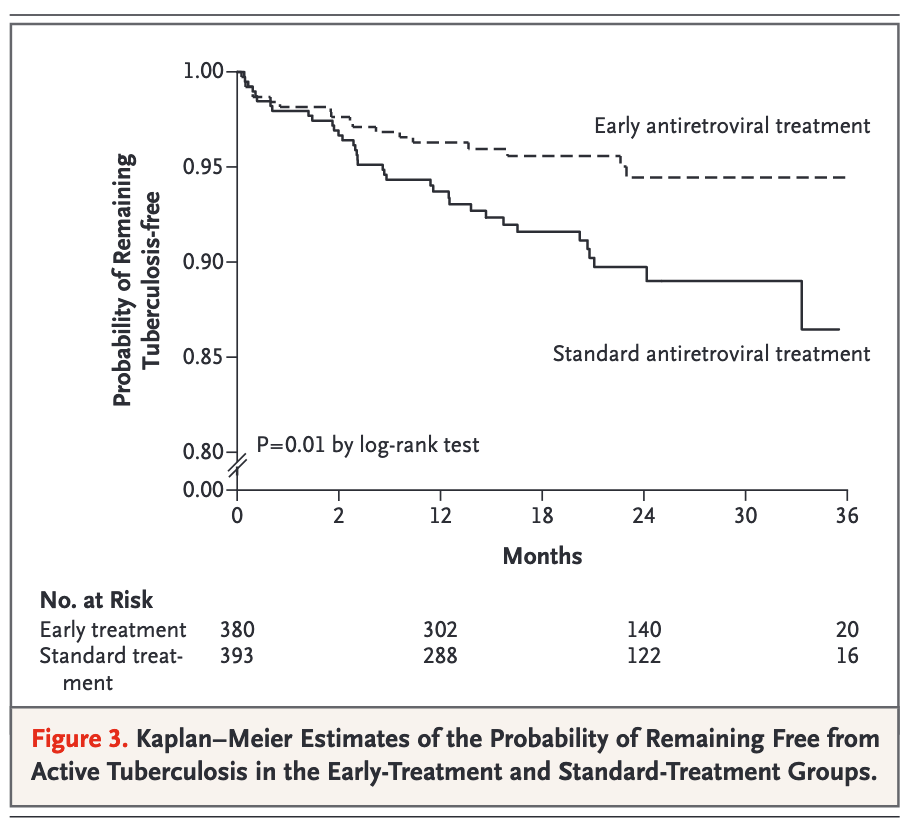 1.00
0.95
0.90
0.85
0.80
0.00
Probability of Remaining
Tuberculosis-free
Early antiretroviral treatment
Standard antiretroviral treatment
P=0.01 by log-rank test
0 2 12 18 24 30 36
Months
No. at Risk
Early treatment 380 302 140 20
Standard treat- 393 288 122 16
ment
Figure 3. Kaplan–Meier Estimates of the Probability of Remaining Free from
Active Tuberculosis in the Early-Treatment and Standard-Treatment Groups.